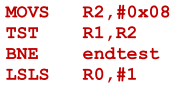 MOVS R2,#0x08
TST R1,R2
BNE endtest
LSLS R0,#1